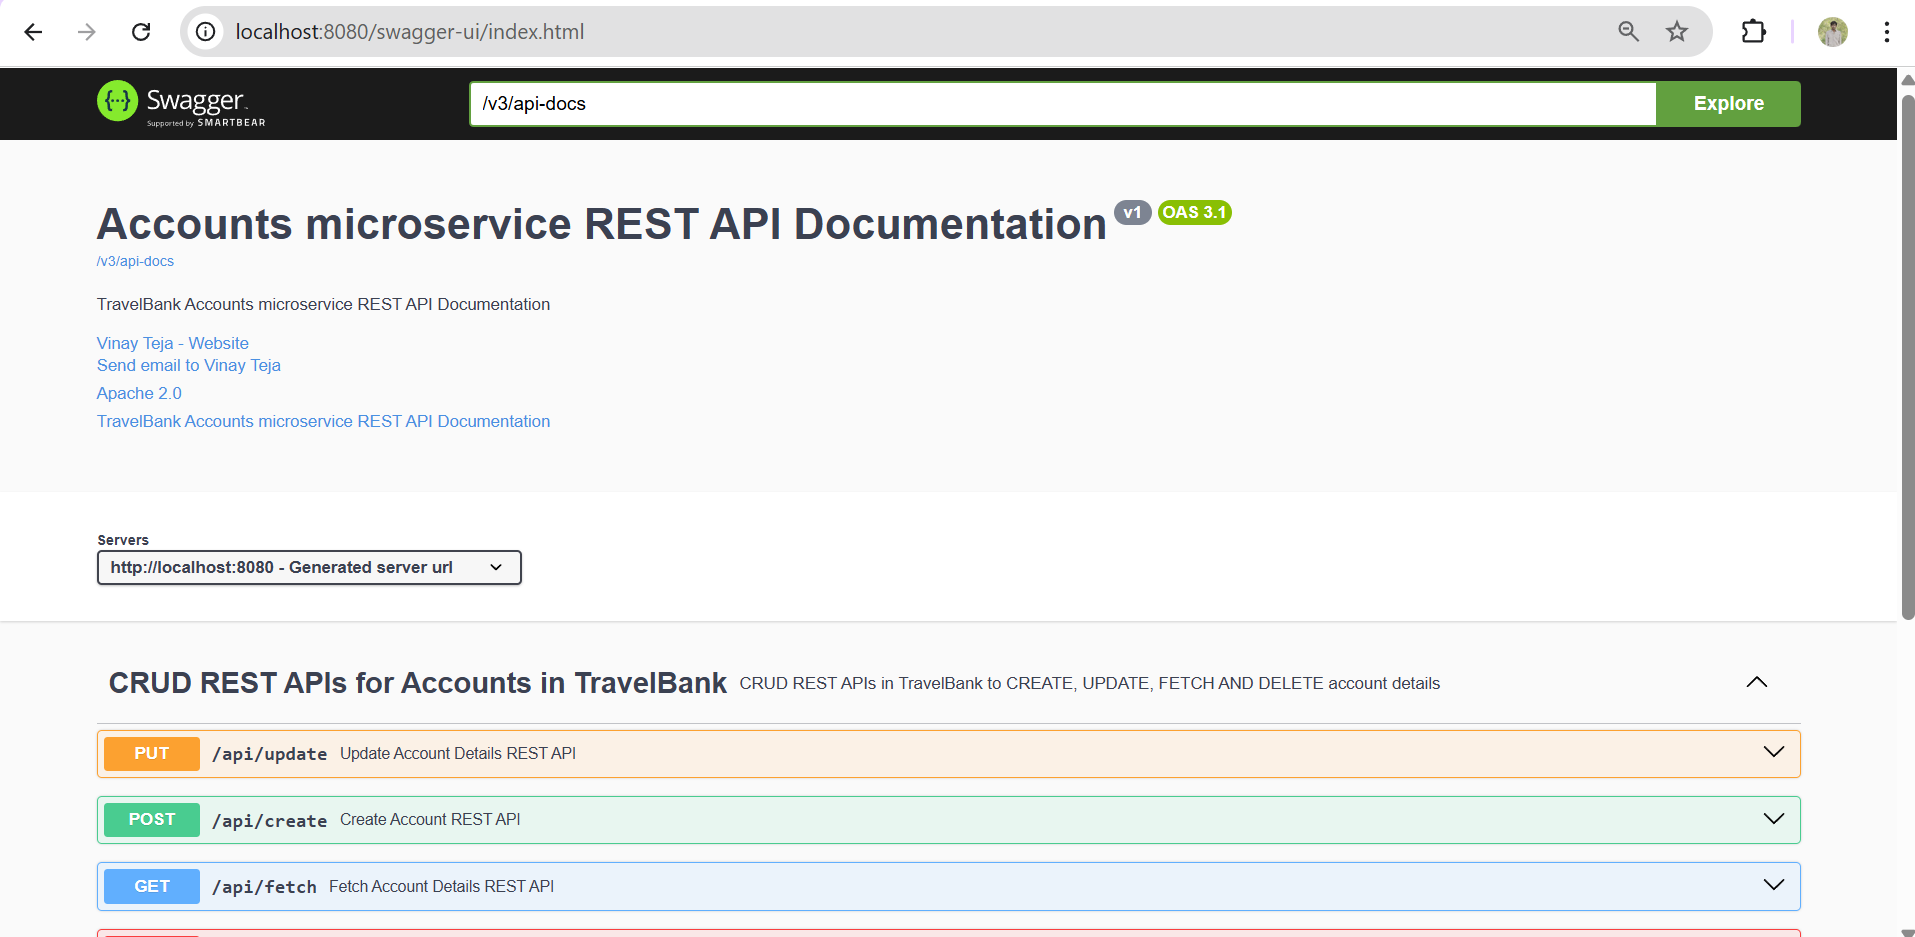 localhost:8080/swagger-ui/index.html
Swagger
Supported by SMARTBEAR
/v3/api-docs
Explore
Accounts microservice REST API Documentation v1 OAS 3.1
/v3/api-docs
TravelBank Accounts microservice REST API Documentation
Vinay Teja - Website
Send email to Vinay Teja
Apache 2.0
TravelBank Accounts microservice REST API Documentation
Servers
http://localhost:8080 - Generated server url
CRUD REST APIs for Accounts in TravelBank CRUD REST APIs in TravelBank to CREATE, UPDATE, FETCH AND DELETE account details
PUT /api/update Update Account Details REST API
POST /api/create Create Account REST API
GET /api/fetch Fetch Account Details REST API